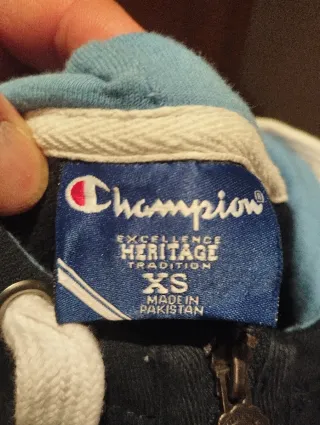 Champion®
EXCELLENCE
HERITAGE
TRADITION
XS
MADE IN
PAKISTAN